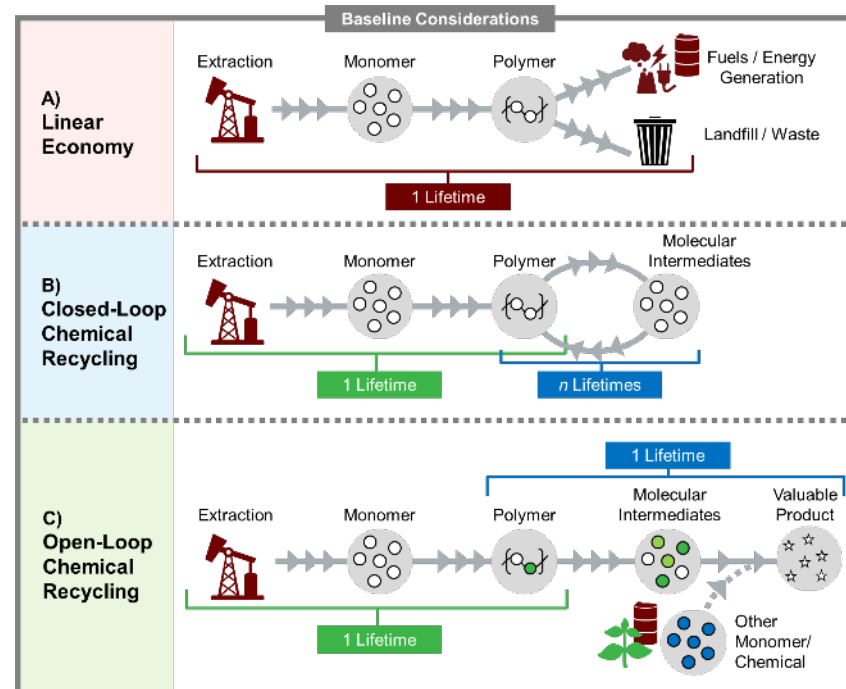 Baseline Considerations
A)
Linear
Economy
Extraction
Monomer
Polymer
Fuels / Energy
Generation
Landfill / Waste
1 Lifetime
B)
Closed-Loop
Chemical
Recycling
Extraction
Monomer
Polymer
Molecular
Intermediates
1 Lifetime
n Lifetimes
C)
Open-Loop
Chemical
Recycling
1 Lifetime
Extraction
Monomer
Polymer
Molecular
Intermediates
Valuable
Product
1 Lifetime
Other
Monomer/
Chemical